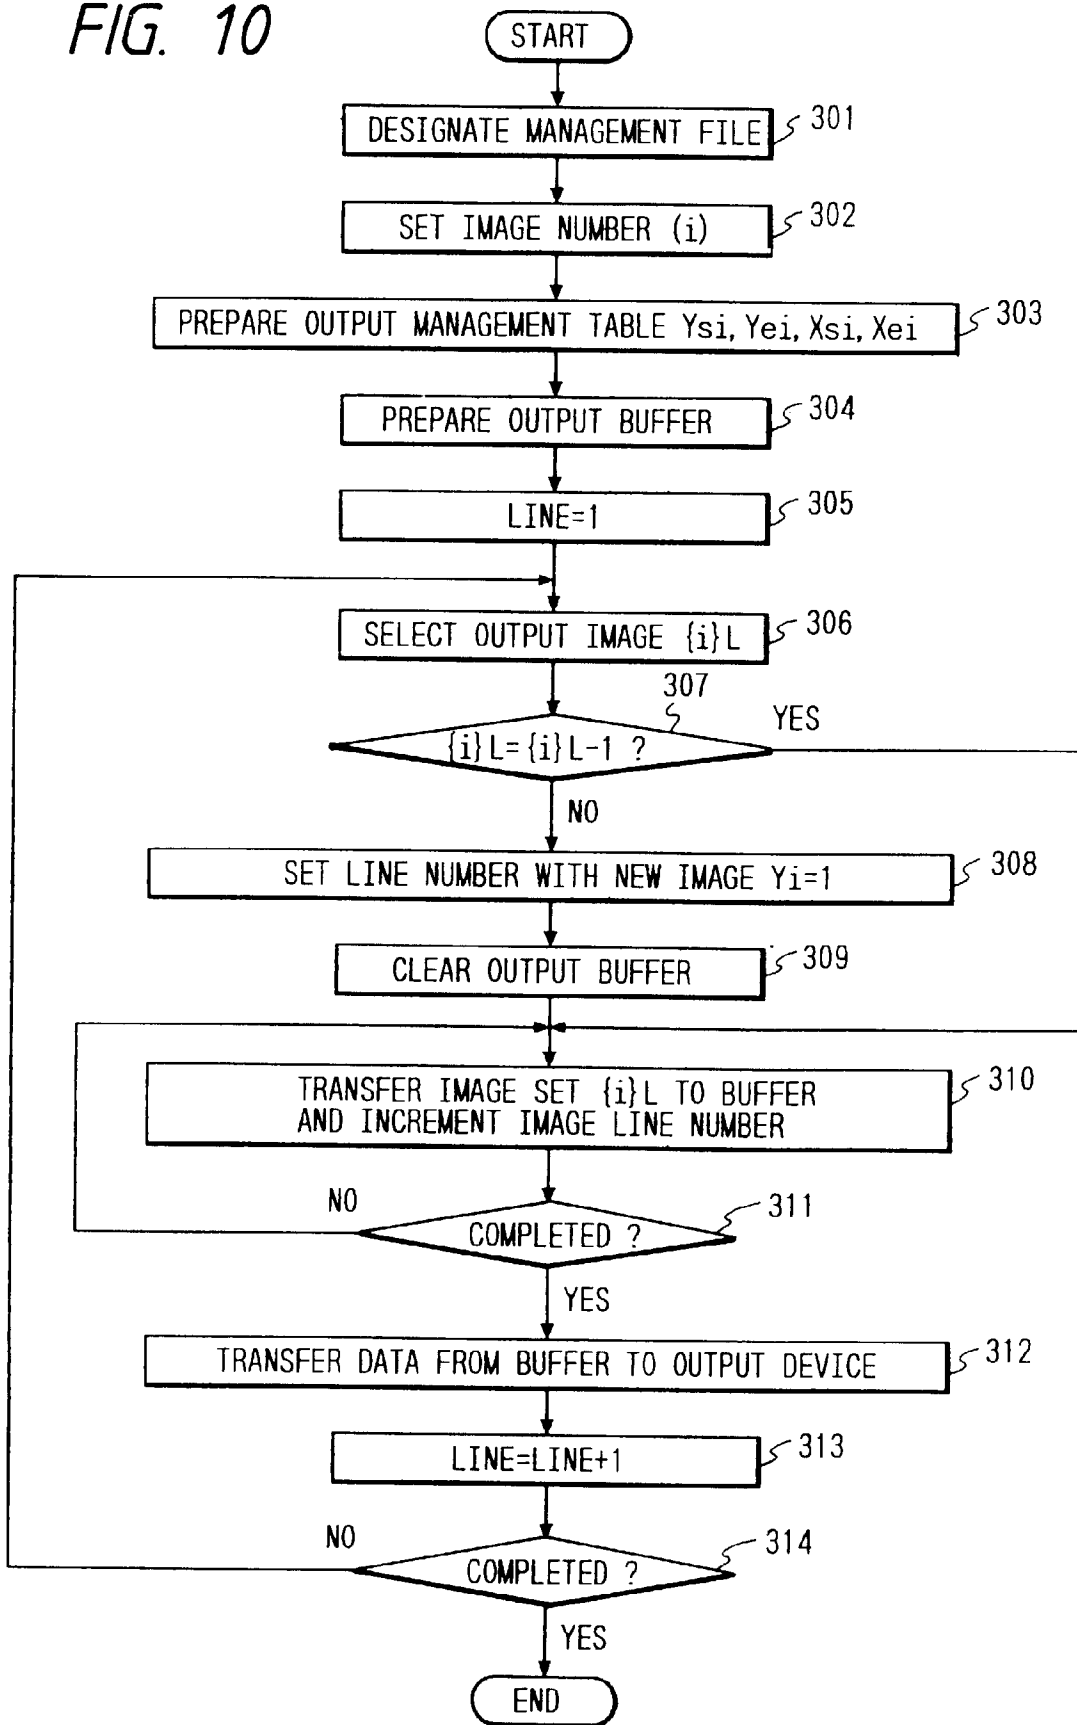 FIG. 10
START
DESIGNATE MANAGEMENT FILE
301
SET IMAGE NUMBER (i)
302
PREPARE OUTPUT MANAGEMENT TABLE Ysi, Yei, Xsi, Xei
303
PREPARE OUTPUT BUFFER
304
LINE=1
305
SELECT OUTPUT IMAGE {i}L
306
307
{i}L={i}L-1 ?
YES
NO
SET LINE NUMBER WITH NEW IMAGE Yi=1
308
CLEAR OUTPUT BUFFER
309
TRANSFER IMAGE SET {i}L TO BUFFER
AND INCREMENT IMAGE LINE NUMBER
310
NO
COMPLETED ?
311
YES
TRANSFER DATA FROM BUFFER TO OUTPUT DEVICE
312
LINE=LINE+1
313
NO
COMPLETED ?
314
YES
END